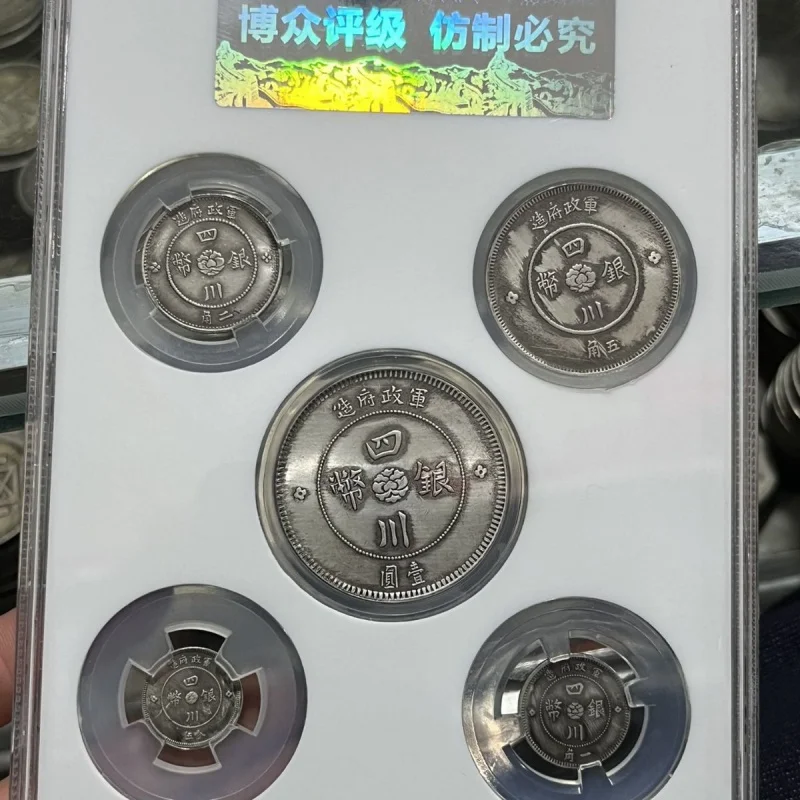 博众评级 仿制必究
軍政府造
四川
銀幣
二角
軍政府造
四川
銀幣
五角
軍政府造
四川
銀幣
壹圓
軍政府造
四川
銀幣
軍政府造
四川
銀幣
一角